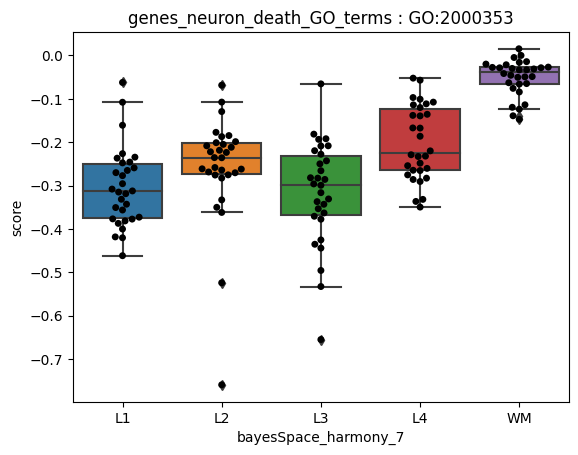 genes_neuron_death_GO_terms : GO:2000353
0.0
−0.1
−0.2
−0.3
−0.4
−0.5
−0.6
−0.7
score
L1 L2 L3 L4 WM
bayesSpace_harmony_7